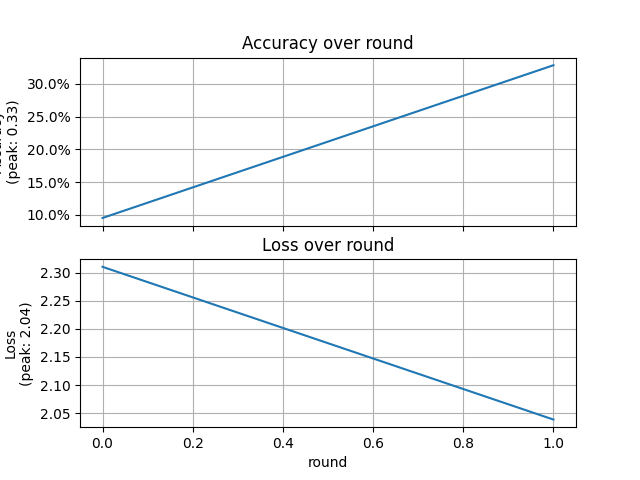 Accuracy over round
30.0%
25.0%
20.0%
15.0%
10.0%
(peak: 0.33)
Loss over round
2.30
2.25
2.20
2.15
2.10
2.05
Loss
(peak: 2.04)
0.0 0.2 0.4 0.6 0.8 1.0
round